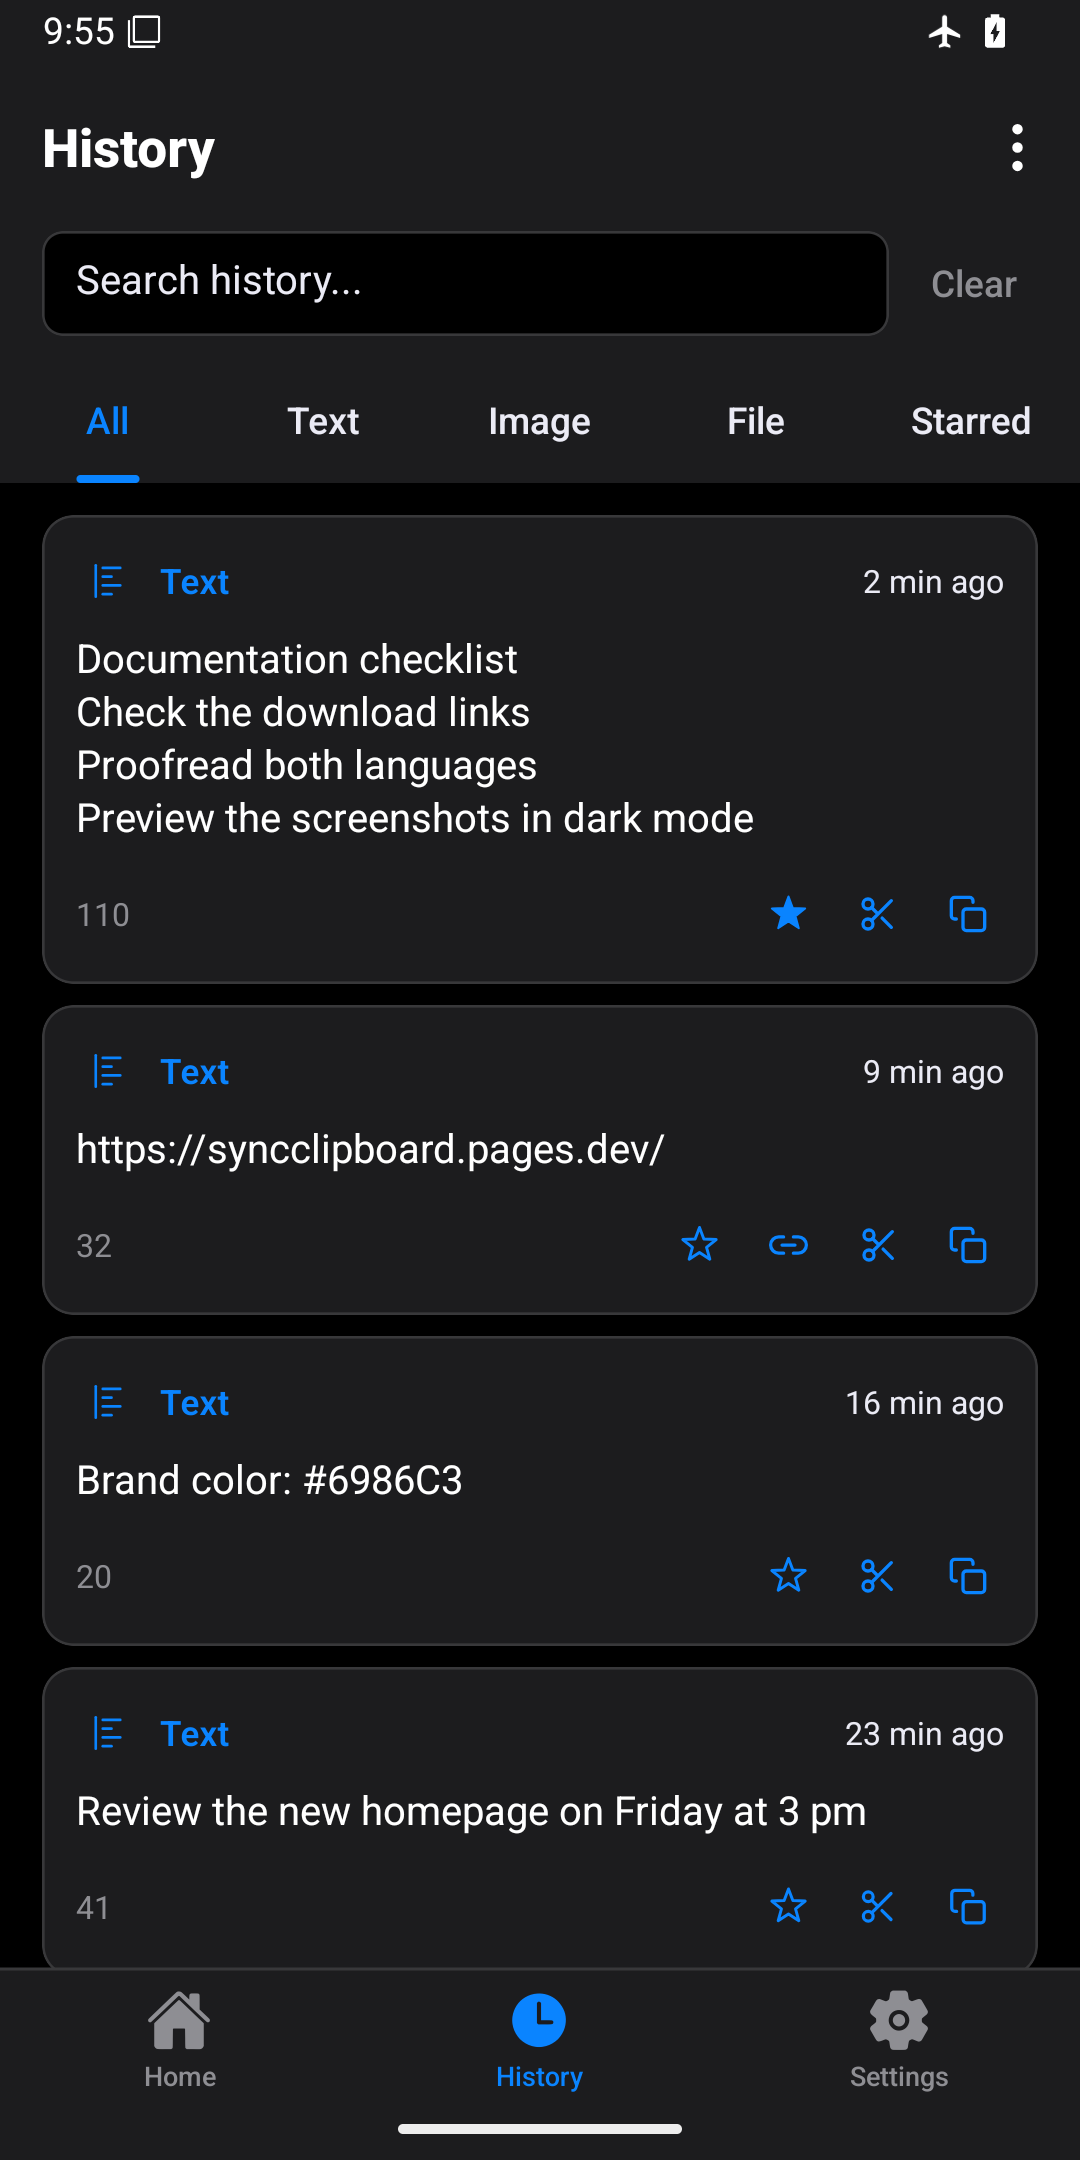 9:55
History
Search history...
Clear
All
Text
Image
File
Starred
Text
2 min ago
Documentation checklist
Check the download links
Proofread both languages
Preview the screenshots in dark mode
110
Text
9 min ago
https://syncclipboard.pages.dev/
32
Text
16 min ago
Brand color: #6986C3
20
Text
23 min ago
Review the new homepage on Friday at 3 pm
41
Home
History
Settings